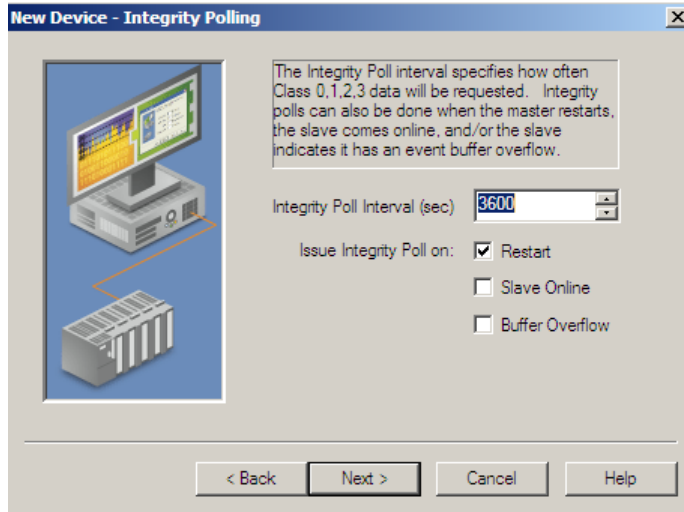 New Device - Integrity Polling
The Integrity Poll interval specifies how often
Class 0,1,2,3 data will be requested.   Integrity
polls can also be done when the master restarts,
the slave comes online, and/or the slave
indicates it has an event buffer overflow.
Integrity Poll Interval (sec) 3600
Issue Integrity Poll on: Restart
Slave Online
Buffer Overflow
< Back Next > Cancel Help